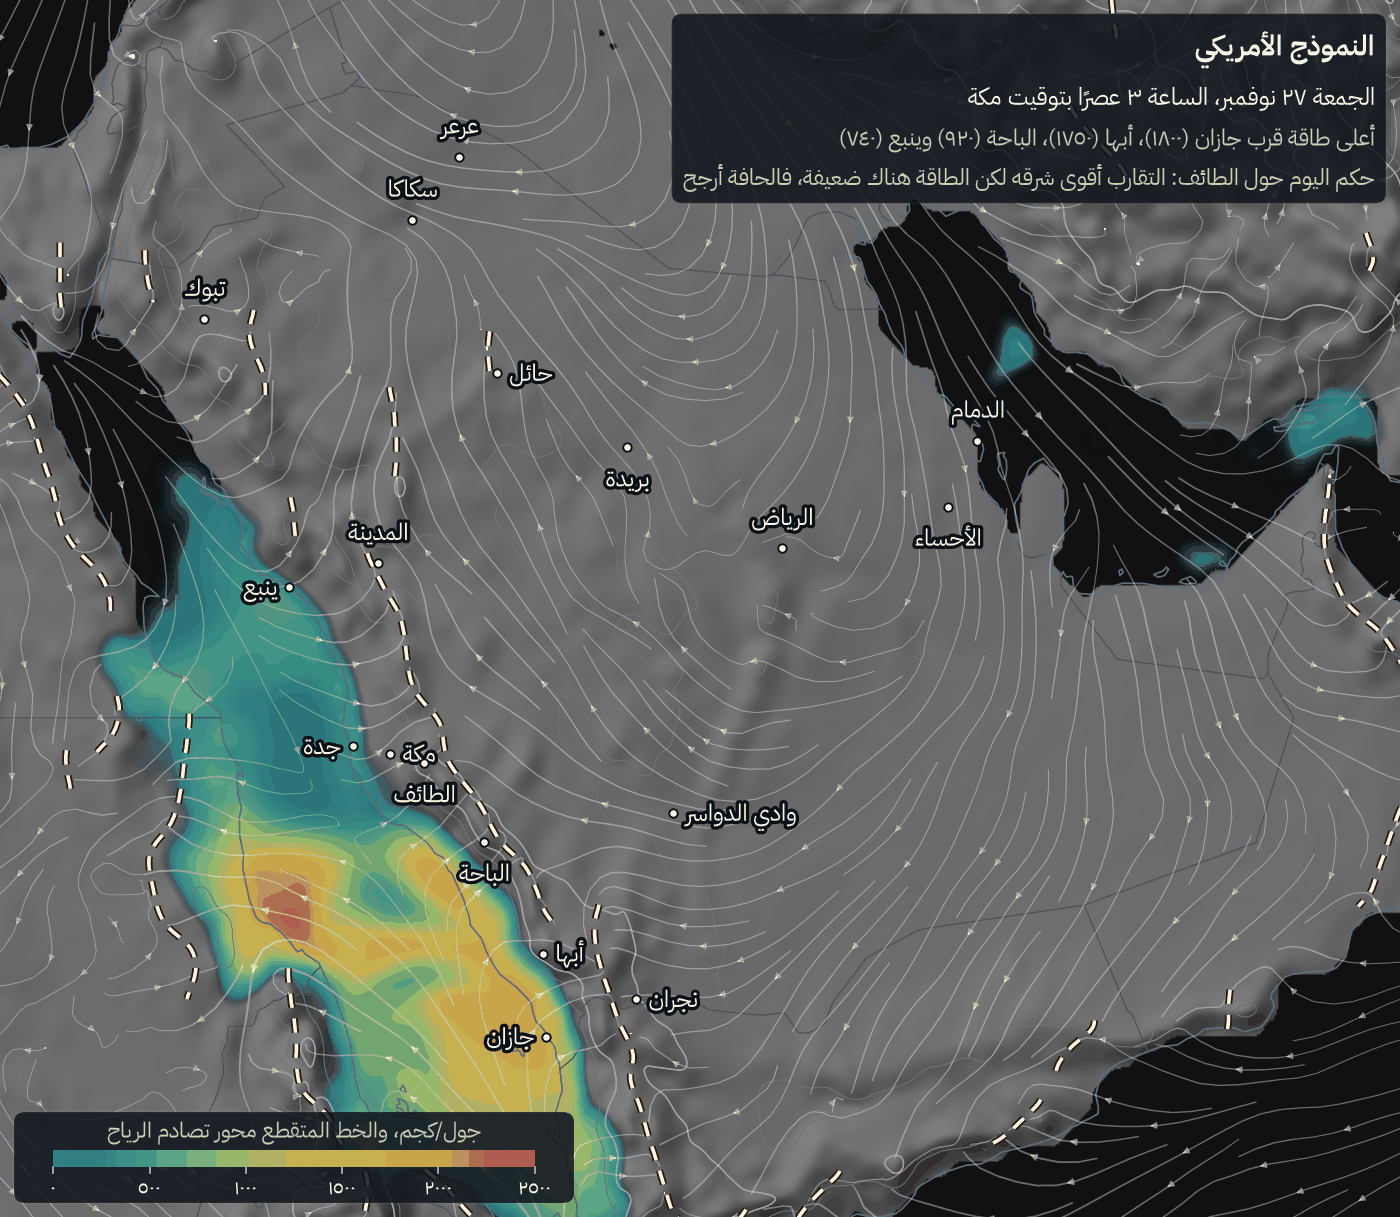 النموذج الأمريكي
الجمعة ٢٧ نوفمبر، الساعة ٣ عصرًا بتوقيت مكة
أعلى طاقة قرب جازان (١٨٠٠)، أبها (١٧٥٠)، الباحة (٩٢٠) وينبع (٧٤٠)
حكم اليوم حول الطائف: التقارب أقوى شرقه لكن الطاقة هناك ضعيفة، فالحافة أرجح
عرعر
سكاكا
تبوك
حائل
الدمام
بريدة
الرياض
المدينة
الأحساء
ينبع
جدة
مكة
الطائف
وادي الدواسر
الباحة
أبها
نجران
جازان
جول/كجم، والخط المتقطع محور تصادم الرياح
٠ ٥٠٠ ١٠٠٠ ١٥٠٠ ٢٠٠٠ ٢٥٠٠